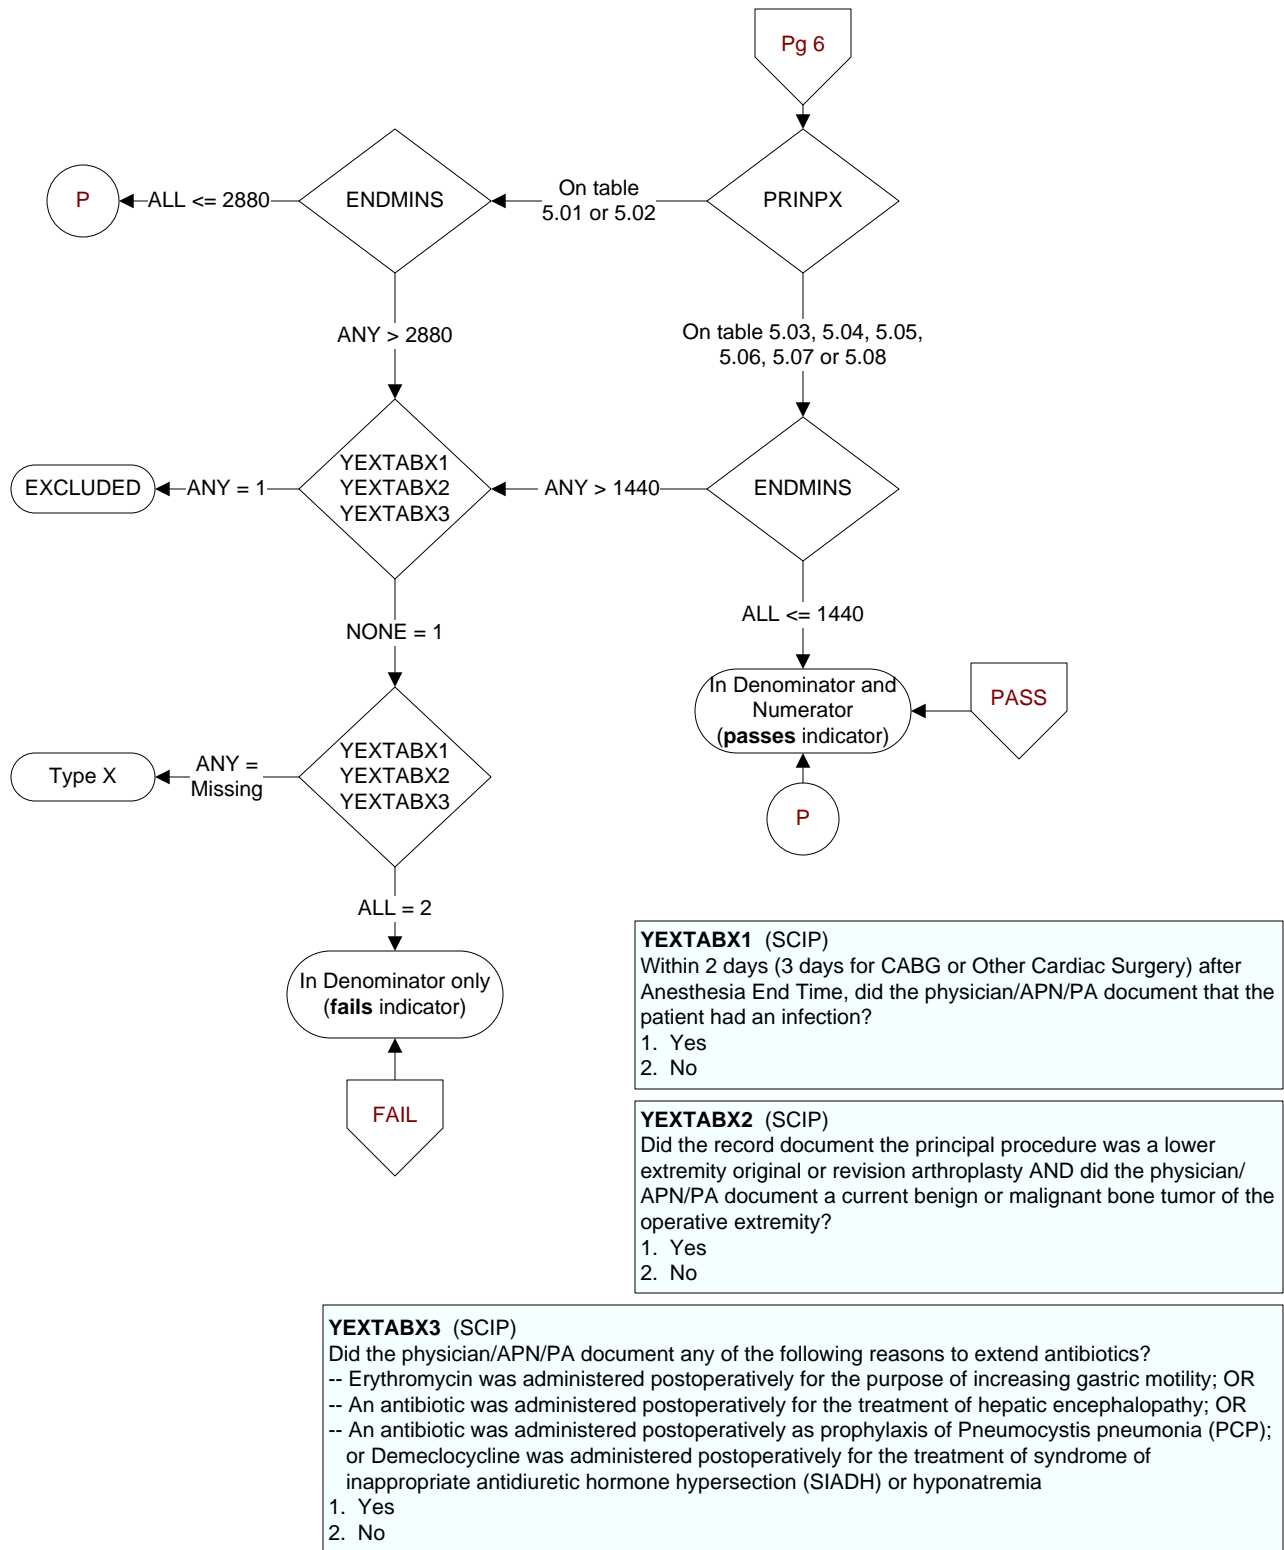 Pg 6
PRINPX
On table
5.01 or 5.02
ENDMINS
ALL <= 2880
P
ANY > 2880
On table 5.03, 5.04, 5.05,
5.06, 5.07 or 5.08
YEXTABX1
YEXTABX2
YEXTABX3
ANY = 1
EXCLUDED
ANY > 1440
ENDMINS
NONE = 1
ALL <= 1440
In Denominator and
Numerator
(passes indicator)
PASS
P
YEXTABX1
YEXTABX2
YEXTABX3
ANY =
Missing
Type X
ALL = 2
In Denominator only
(fails indicator)
FAIL
YEXTABX1 (SCIP)
Within 2 days (3 days for CABG or Other Cardiac Surgery) after
Anesthesia End Time, did the physician/APN/PA document that the
patient had an infection?
1. Yes
2. No
YEXTABX2 (SCIP)
Did the record document the principal procedure was a lower
extremity original or revision arthroplasty AND did the physician/
APN/PA document a current benign or malignant bone tumor of the
operative extremity?
1. Yes
2. No
YEXTABX3 (SCIP)
Did the physician/APN/PA document any of the following reasons to extend antibiotics?
-- Erythromycin was administered postoperatively for the purpose of increasing gastric motility; OR
-- An antibiotic was administered postoperatively for the treatment of hepatic encephalopathy; OR
-- An antibiotic was administered postoperatively as prophylaxis of Pneumocystis pneumonia (PCP);
or Demeclocycline was administered postoperatively for the treatment of syndrome of
inappropriate antidiuretic hormone hypersection (SIADH) or hyponatremia
1. Yes
2. No